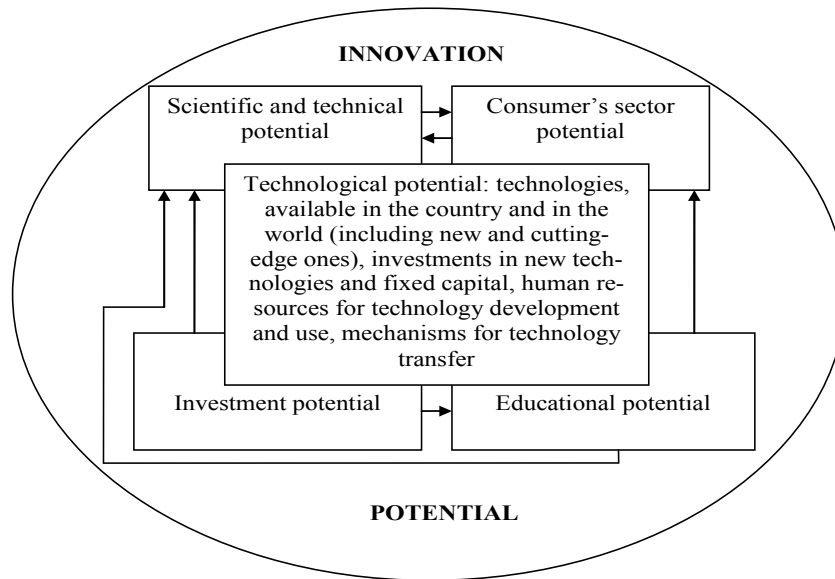 INNOVATION
Scientific and technical
potential
Consumer’s sector
potential
Technological potential: technologies,
available in the country and in the
world (including new and cutting-
edge ones), investments in new tech-
nologies and fixed capital, human re-
sources for technology development
and use, mechanisms for technology
transfer
Investment potential
Educational potential
POTENTIAL